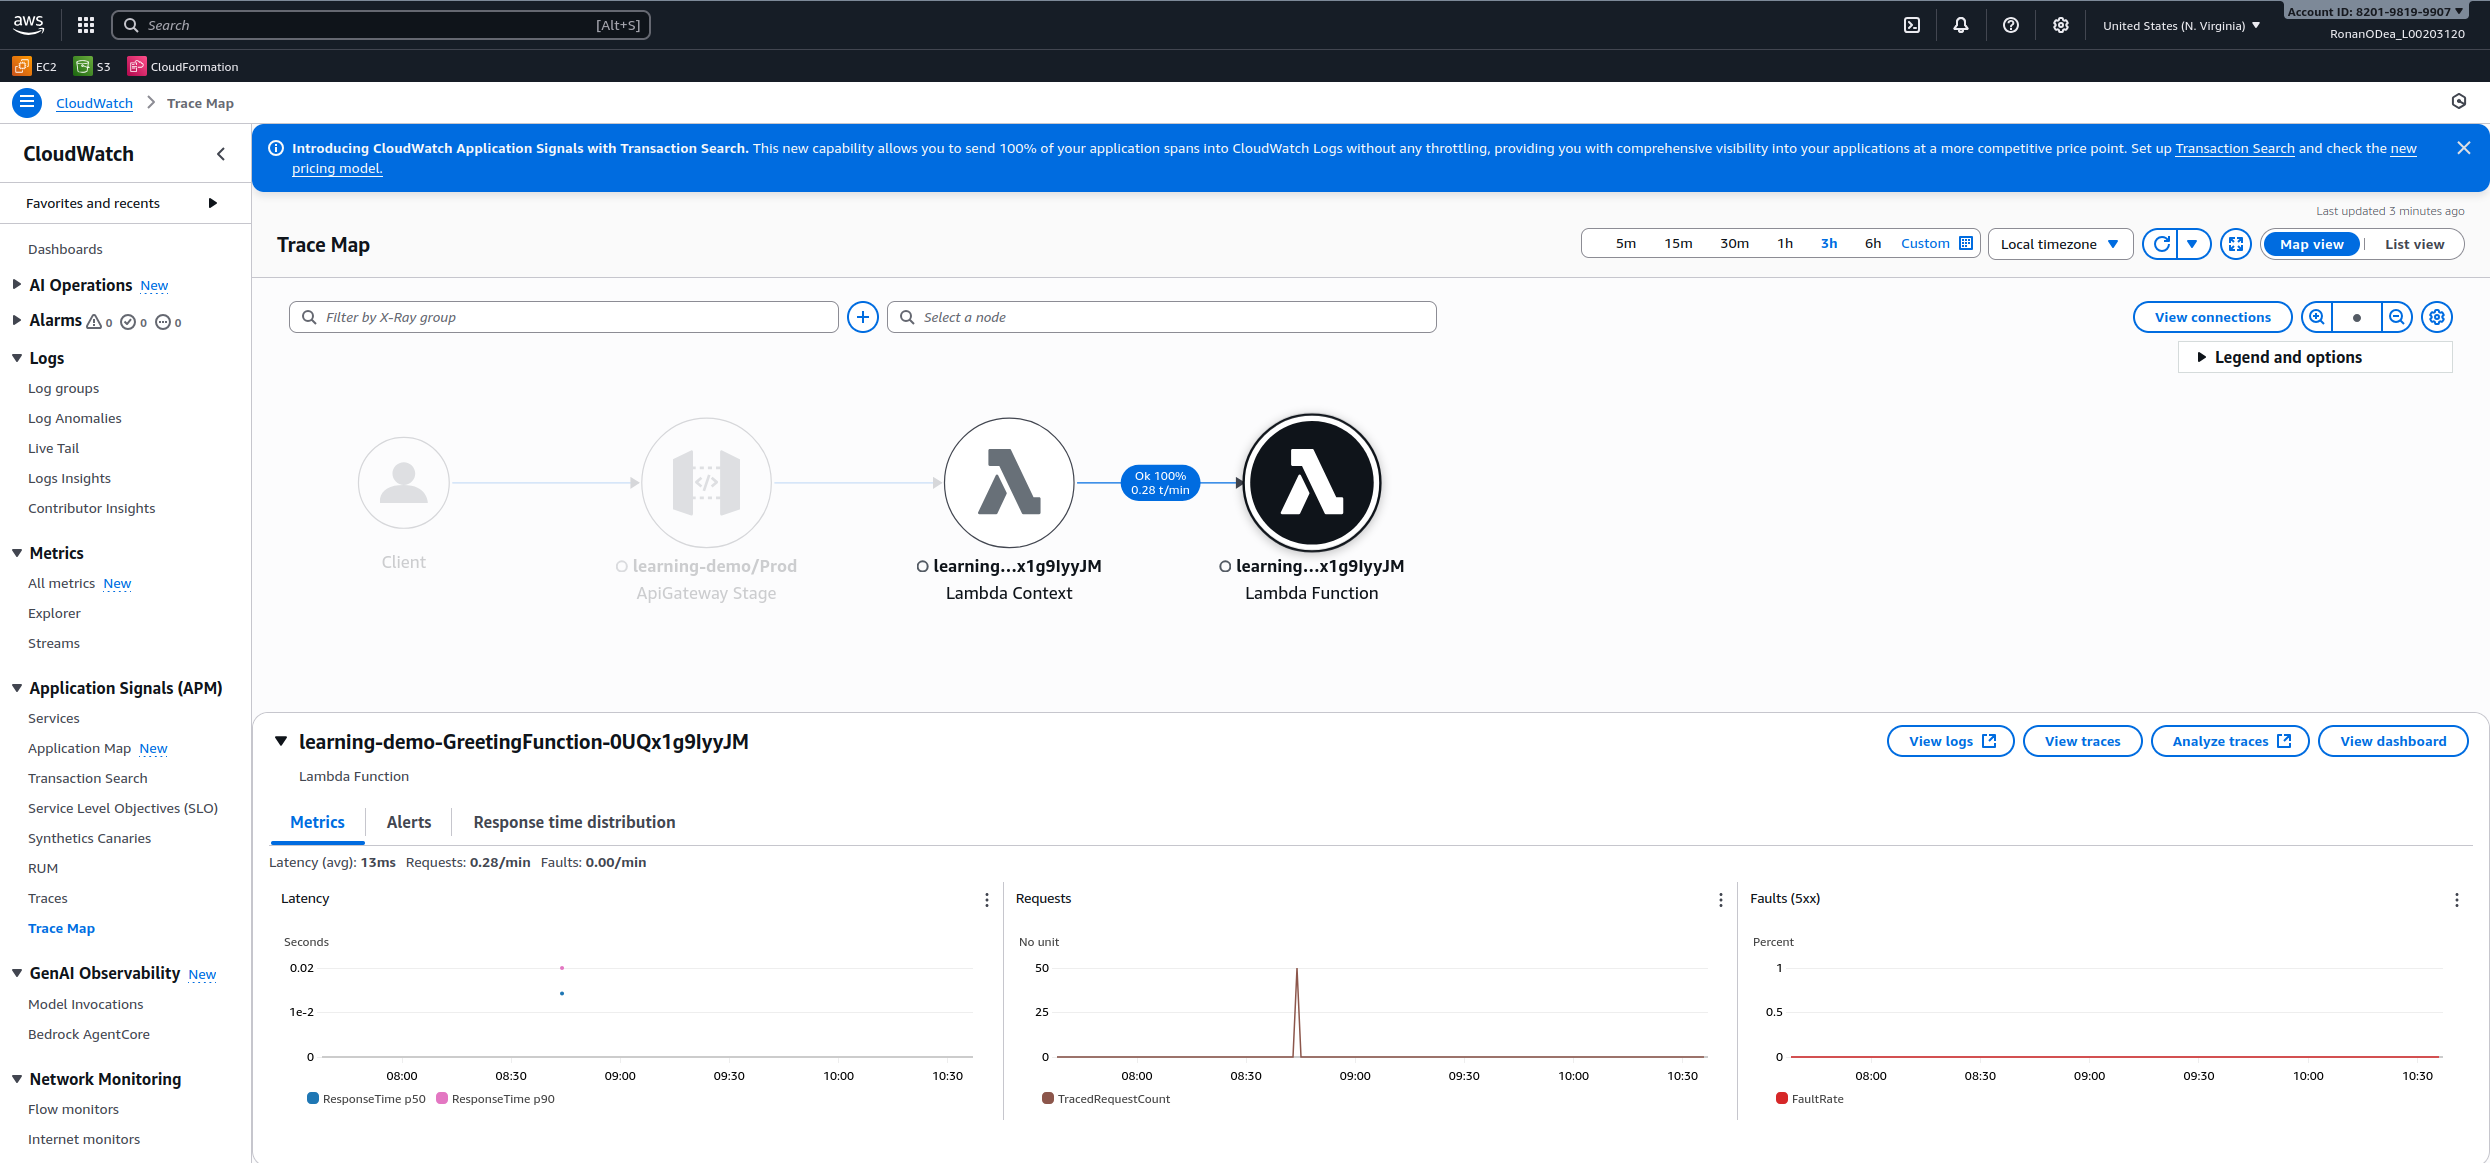 aws
Search [Alt+S]
United States (N. Virginia)
Account ID: 8201-9819-9907
RonanODea_L00203120
EC2
S3
CloudFormation
CloudWatch
Trace Map
CloudWatch
Favorites and recents
Dashboards
AI Operations New
Alarms 0 0 0
Logs
Log groups
Log Anomalies
Live Tail
Logs Insights
Contributor Insights
Metrics
All metrics New
Explorer
Streams
Application Signals (APM)
Services
Application Map New
Transaction Search
Service Level Objectives (SLO)
Synthetics Canaries
RUM
Traces
Trace Map
GenAI Observability New
Model Invocations
Bedrock AgentCore
Network Monitoring
Flow monitors
Internet monitors
Introducing CloudWatch Application Signals with Transaction Search. This new capability allows you to send 100% of your application spans into CloudWatch Logs without any throttling, providing you with comprehensive visibility into your applications at a more competitive price point. Set up Transaction Search and check the new
pricing model.
Last updated 3 minutes ago
Trace Map
5m 15m 30m 1h 3h 6h Custom
Local timezone
Map view
List view
Filter by X-Ray group
Select a node
View connections
Legend and options
Ok 100%
0.28 t/min
Client
learning-demo/Prod
ApiGateway Stage
learning...x1g9IyyJM
Lambda Context
learning...x1g9IyyJM
Lambda Function
learning-demo-GreetingFunction-0UQx1g9IyyJM
Lambda Function
View logs
View traces
Analyze traces
View dashboard
Metrics
Alerts
Response time distribution
Latency (avg): 13ms Requests: 0.28/min Faults: 0.00/min
Latency
Seconds
0.02
1e-2
0
08:00 08:30 09:00 09:30 10:00 10:30
ResponseTime p50 ResponseTime p90
Requests
No unit
50
25
0
08:00 08:30 09:00 09:30 10:00 10:30
TracedRequestCount
Faults (5xx)
Percent
1
0.5
0
08:00 08:30 09:00 09:30 10:00 10:30
FaultRate